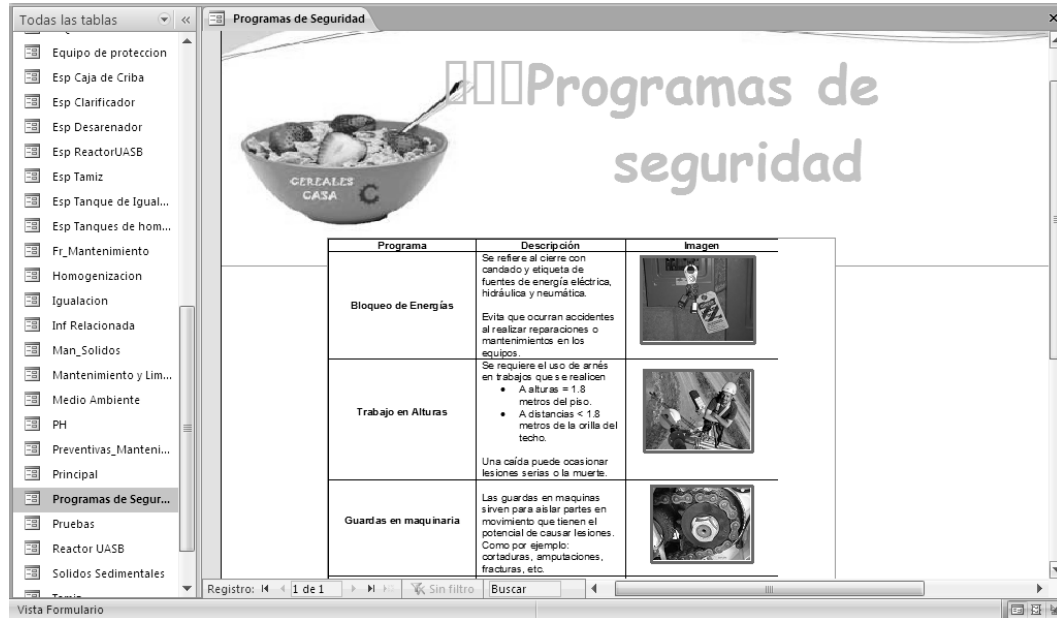 Todas las tablas
«
Equipo de proteccion
Esp Caja de Criba
Esp Clarificador
Esp Desarenador
Esp ReactorUASB
Esp Tamiz
Esp Tanque de Igual...
Esp Tanques de hom...
Fr_Mantenimiento
Homogenizacion
Igualacion
Inf Relacionada
Man_Solidos
Mantenimiento y Lim...
Medio Ambiente
PH
Preventivas_Manteni...
Principal
Programas de Segur...
Pruebas
Reactor UASB
Solidos Sedimentales
Programas de Seguridad
Programas de
seguridad
CEREALES
CASA
Programa Descripción Imagen
Bloqueo de Energías
Se refiere al cierre con
candado y etiqueta de
fuentes de energía eléctrica,
hidráulica y neumática.
Evita que ocurran accidentes
al realizar reparaciones o
mantenimientos en los
equipos.
Trabajo en Alturas
Se requiere el uso de arnés
en trabajos que se realicen
• A alturas = 1.8
metros del piso.
• A distancias < 1.8
metros de la orilla del
techo.
Una caída puede ocasionar
lesiones serias o la muerte.
Guardas en maquinaria
Las guardas en maquinas
sirven para aislar partes en
movimiento que tienen el
potencial de causar lesiones.
Como por ejemplo:
cortaduras, amputaciones,
fracturas, etc.
Registro: 1 de 1 Sin filtro Buscar
Vista Formulario